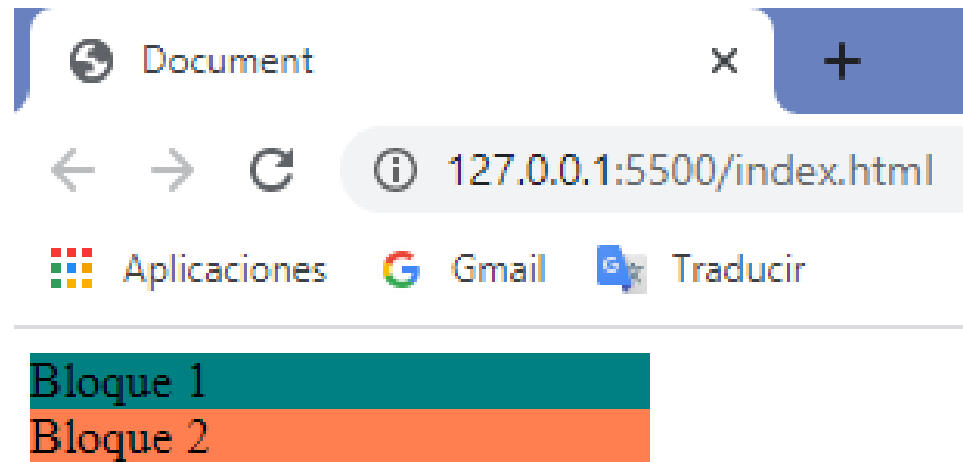 Document
127.0.0.1:5500/index.html
Aplicaciones Gmail Traducir
Bloque 1
Bloque 2